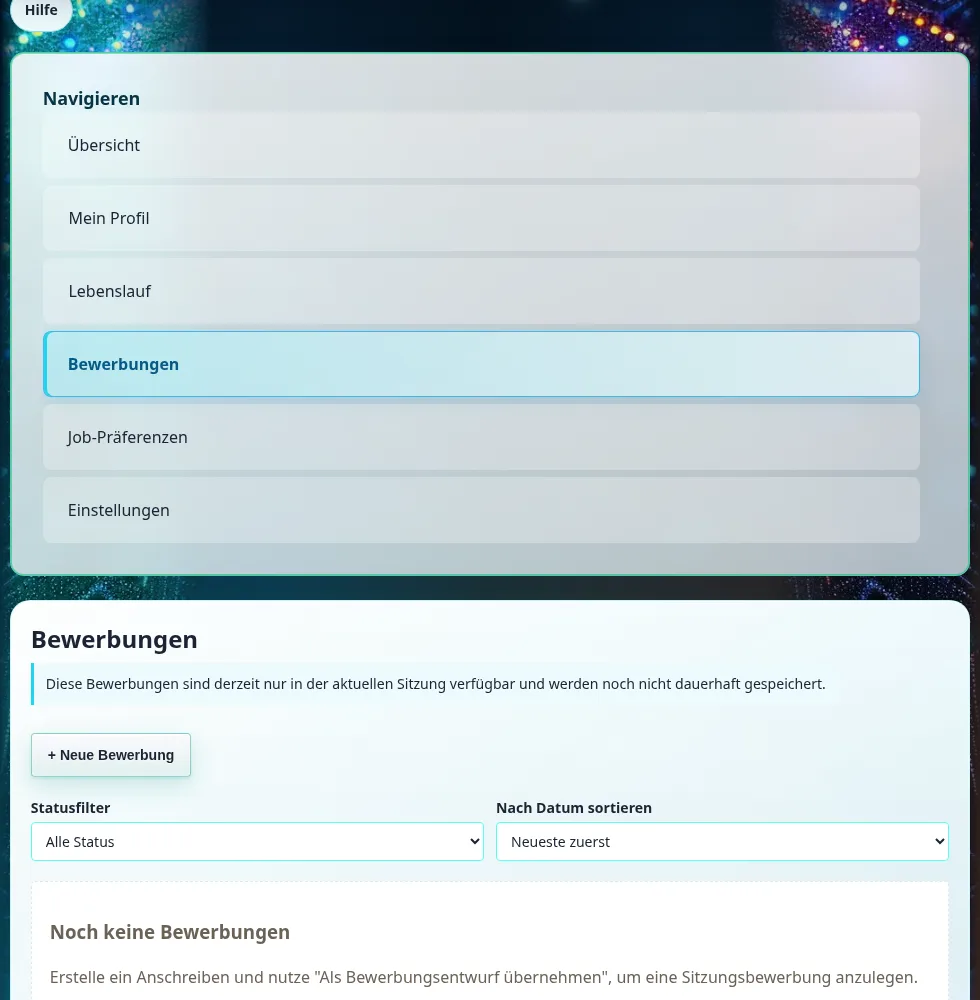 Hilfe
Navigieren
Übersicht
Mein Profil
Lebenslauf
Bewerbungen
Job-Präferenzen
Einstellungen
Bewerbungen
Diese Bewerbungen sind derzeit nur in der aktuellen Sitzung verfügbar und werden noch nicht dauerhaft gespeichert.
+ Neue Bewerbung
Statusfilter
Nach Datum sortieren
Alle Status
Neueste zuerst
Noch keine Bewerbungen
Erstelle ein Anschreiben und nutze "Als Bewerbungsentwurf übernehmen", um eine Sitzungsbewerbung anzulegen.